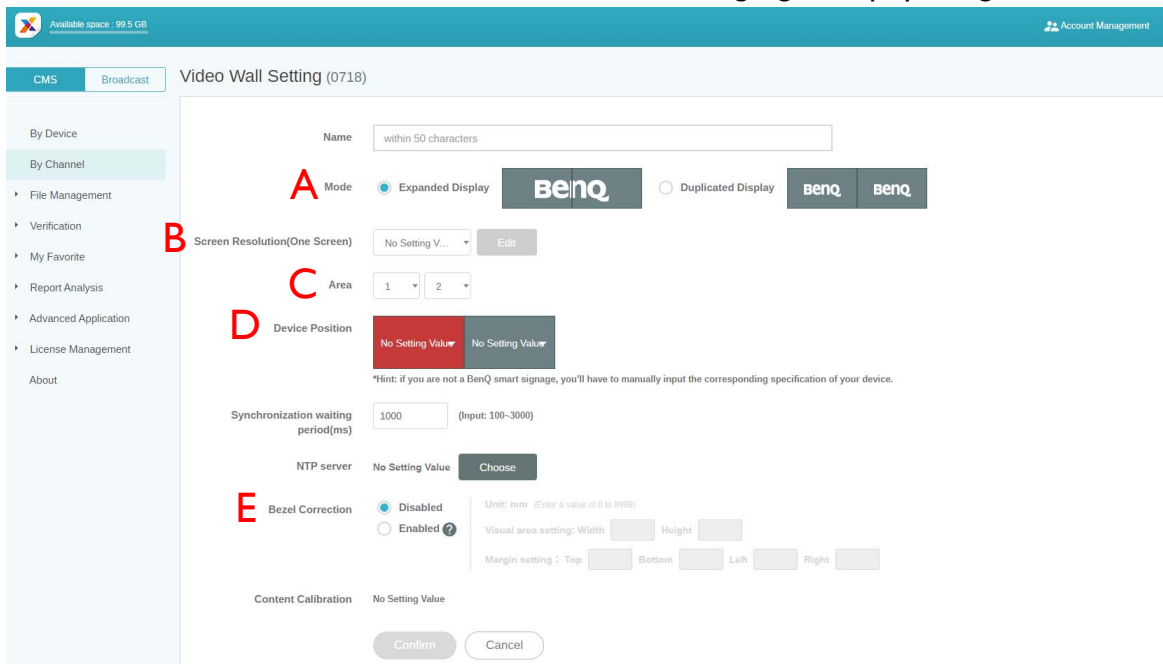 Available space : 99.5 GB
Account Management
CMS Broadcast
Video Wall Setting (0718)
By Device
By Channel
File Management
Verification
My Favorite
Report Analysis
Advanced Application
License Management
About
Name within 50 characters
A Mode Expanded Display BenQ Duplicated Display BenQ BenQ
B Screen Resolution(One Screen) No Setting V... Edit
C Area 1 2
D Device Position No Setting Value No Setting Value
*Hint: if you are not a BenQ smart signage, you'll have to manually input the corresponding specification of your device.
Synchronization waiting period(ms) 1000 (Input: 100~3000)
NTP server No Setting Value Choose
E Bezel Correction Disabled Unit: mm (Enter a value of 0 to 9999)
Enabled ? Visual area setting: Width Height
Margin setting : Top Bottom Left Right
Content Calibration No Setting Value
Confirm Cancel